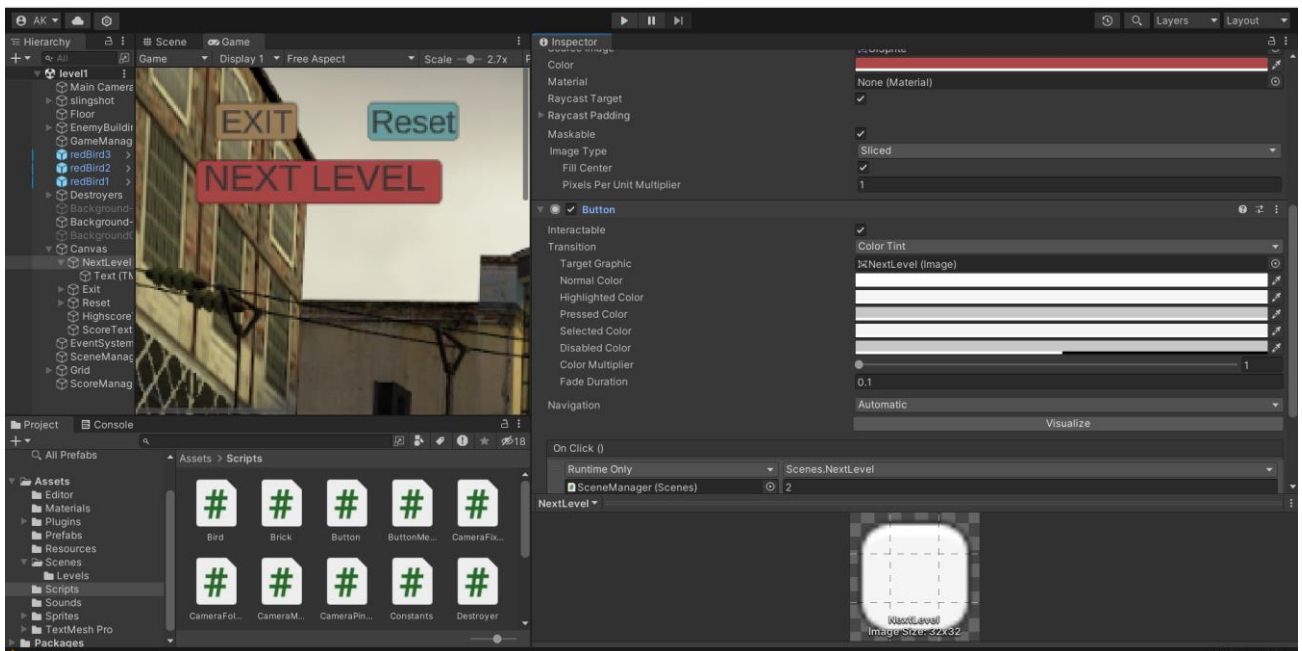 AK
Layers
Layout
Hierarchy
All
level1
Main Camera
slingshot
Floor
EnemyBuildin
GameManag
redBird3
redBird2
redBird1
Destroyers
Background-
Background-
Background
Canvas
NextLevel
Text (TM
Exit
Reset
Highscore
ScoreText
EventSystem
SceneManag
Grid
ScoreManag
Scene
Game
Game
Display 1
Free Aspect
Scale
2.7x
EXIT
Reset
NEXT LEVEL
Project
Console
18
All Prefabs
Assets
Editor
Materials
Plugins
Prefabs
Resources
Scenes
Levels
Scripts
Sounds
Sprites
TextMesh Pro
Packages
Assets > Scripts
Bird
Brick
Button
ButtonMe...
CameraFix...
CameraFol...
CameraM...
CameraPin...
Constants
Destroyer
Inspector
Color
Material
None (Material)
Raycast Target
Raycast Padding
Maskable
Image Type
Sliced
Fill Center
Pixels Per Unit Multiplier
1
Button
Interactable
Transition
Color Tint
Target Graphic
NextLevel (Image)
Normal Color
Highlighted Color
Pressed Color
Selected Color
Disabled Color
Color Multiplier
1
Fade Duration
0.1
Navigation
Automatic
Visualize
On Click ()
Runtime Only
Scenes.NextLevel
SceneManager (Scenes)
2
NextLevel
NextLevel
Image Size: 32x32